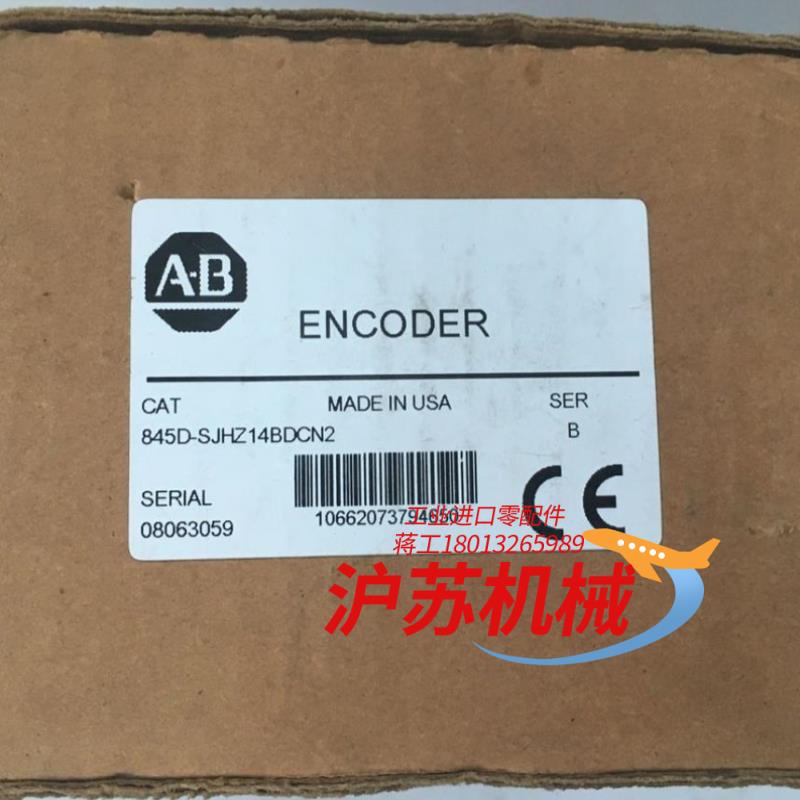 A-B
ENCODER
CAT
MADE IN USA
SER
845D-SJHZ14BDCN2
B
SERIAL
08063059
CE
工业进口零配件
蒋工18013265989
沪苏机械